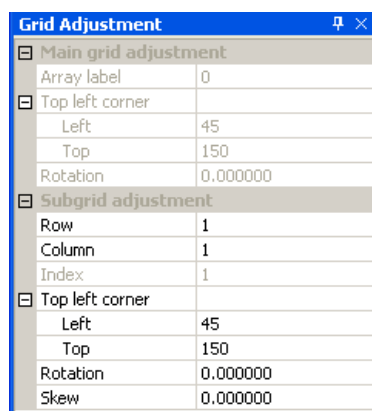 Grid Adjustment
Main grid adjustment
Array label 0
Top left corner
Left 45
Top 150
Rotation 0.000000
Subgrid adjustment
Row 1
Column 1
Index 1
Top left corner
Left 45
Top 150
Rotation 0.000000
Skew 0.000000